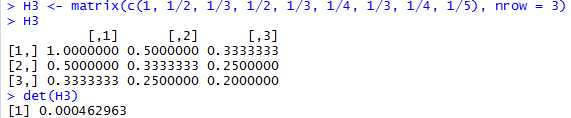 > H3 <- matrix(c(1, 1/2, 1/3, 1/2, 1/3, 1/4, 1/3, 1/4, 1/5), nrow = 3)
> H3
          [,1]      [,2]      [,3]
[1,] 1.0000000 0.5000000 0.3333333
[2,] 0.5000000 0.3333333 0.2500000
[3,] 0.3333333 0.2500000 0.2000000
> det(H3)
[1] 0.000462963